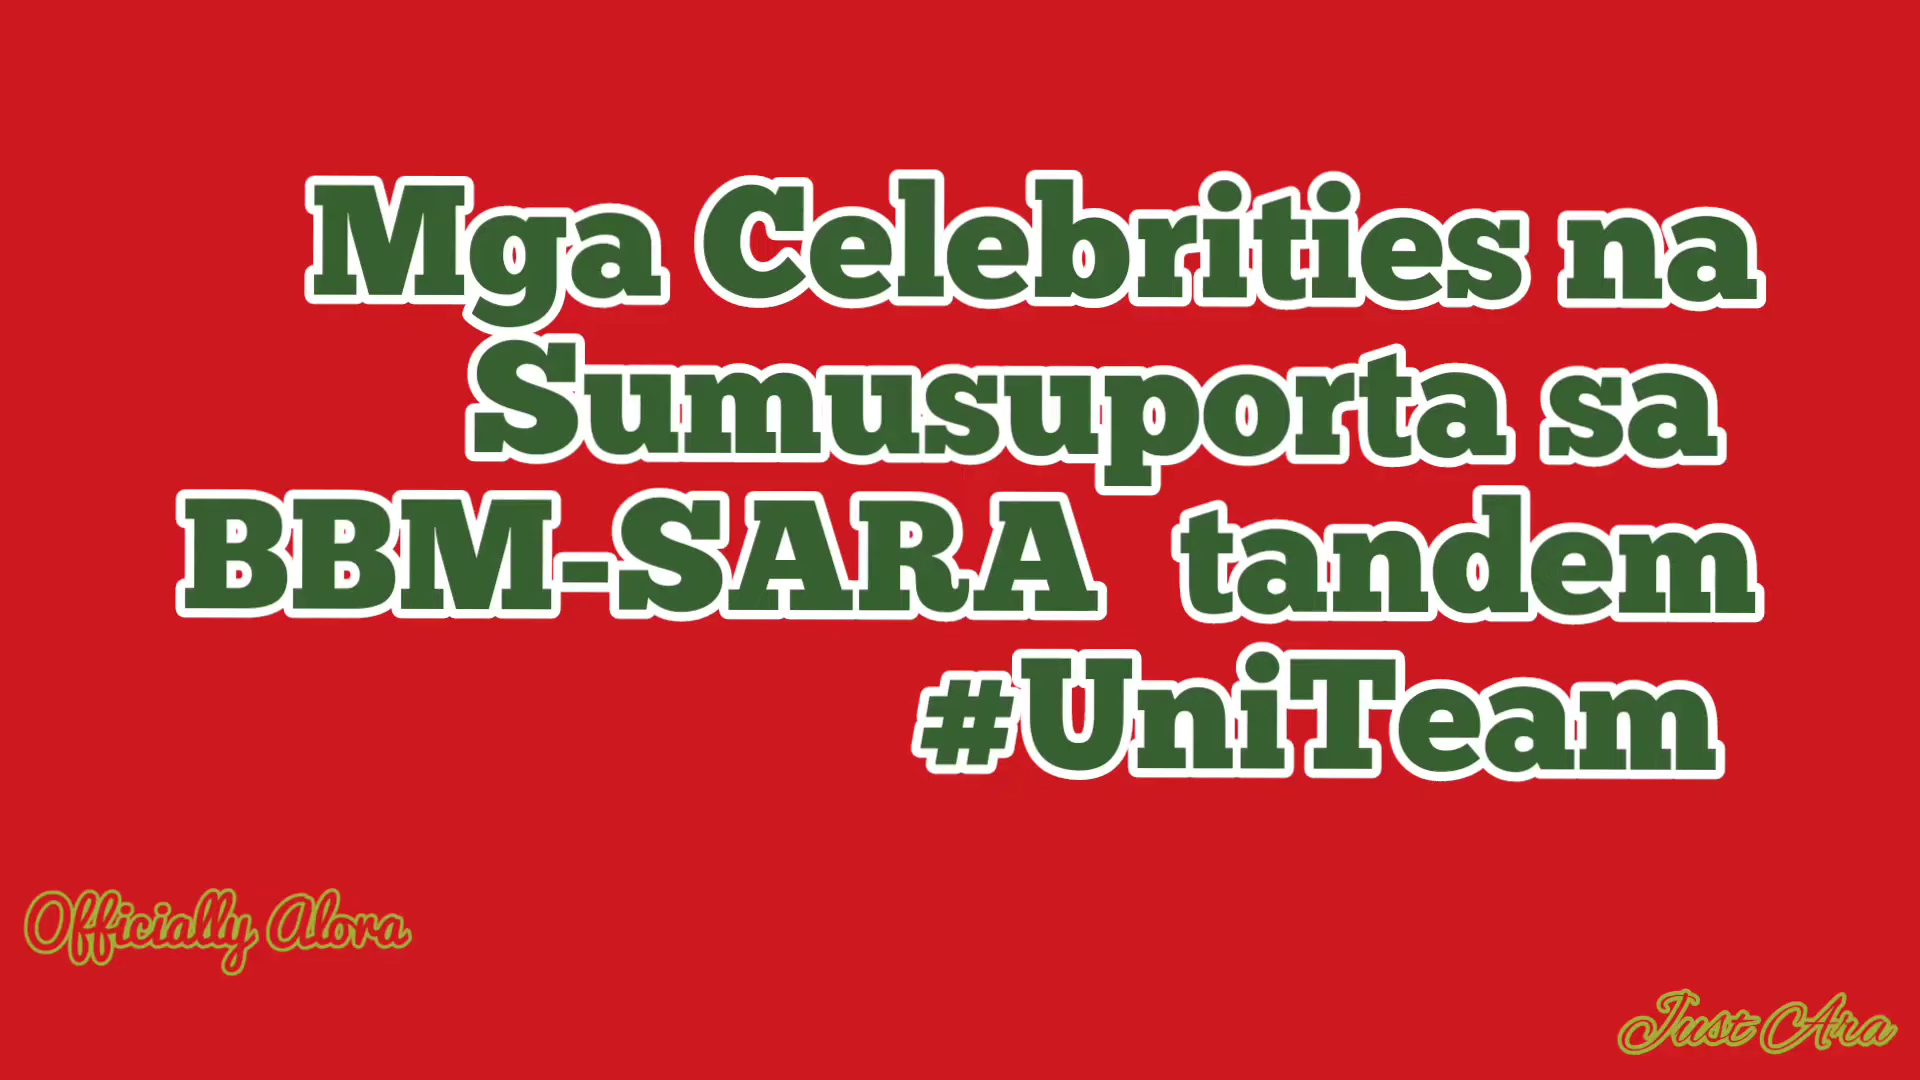 Mga Celebrities na
Sumusuporta sa
BBM-SARA tandem
#UniTeam
Officially Alora
Just Ara